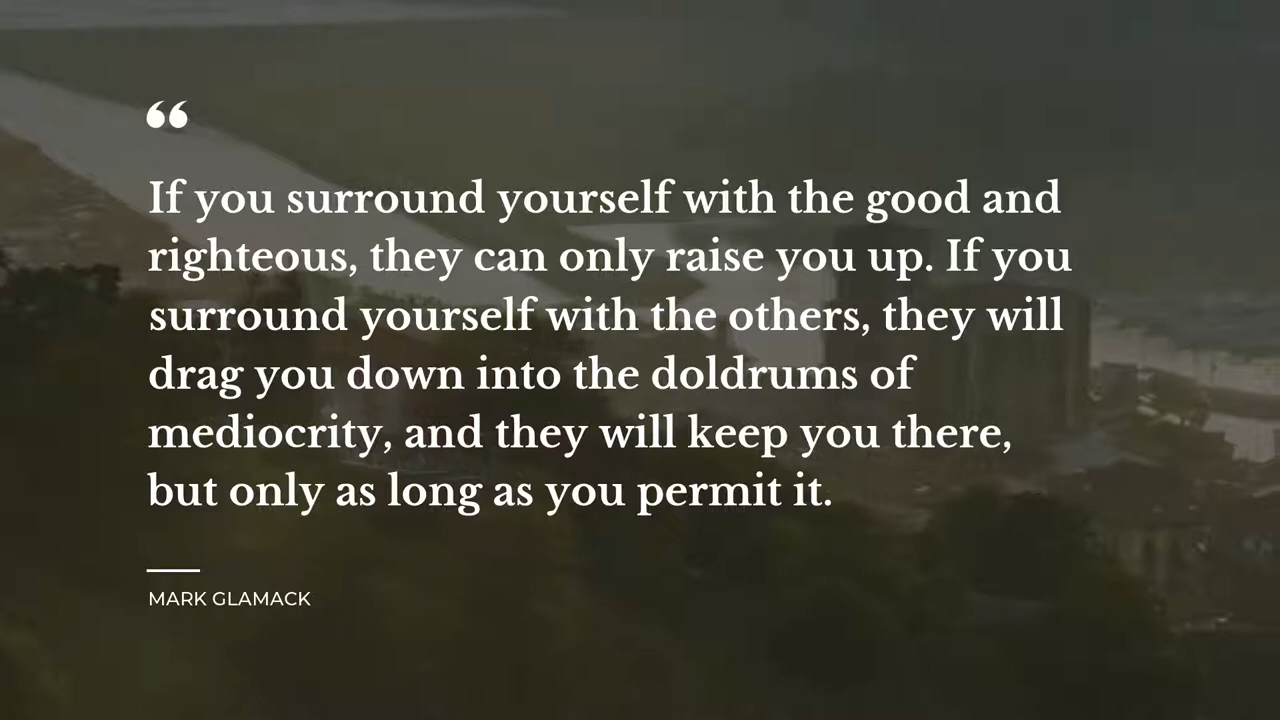 “
If you surround yourself with the good and
righteous, they can only raise you up. If you
surround yourself with the others, they will
drag you down into the doldrums of
mediocrity, and they will keep you there,
but only as long as you permit it.
MARK GLAMACK